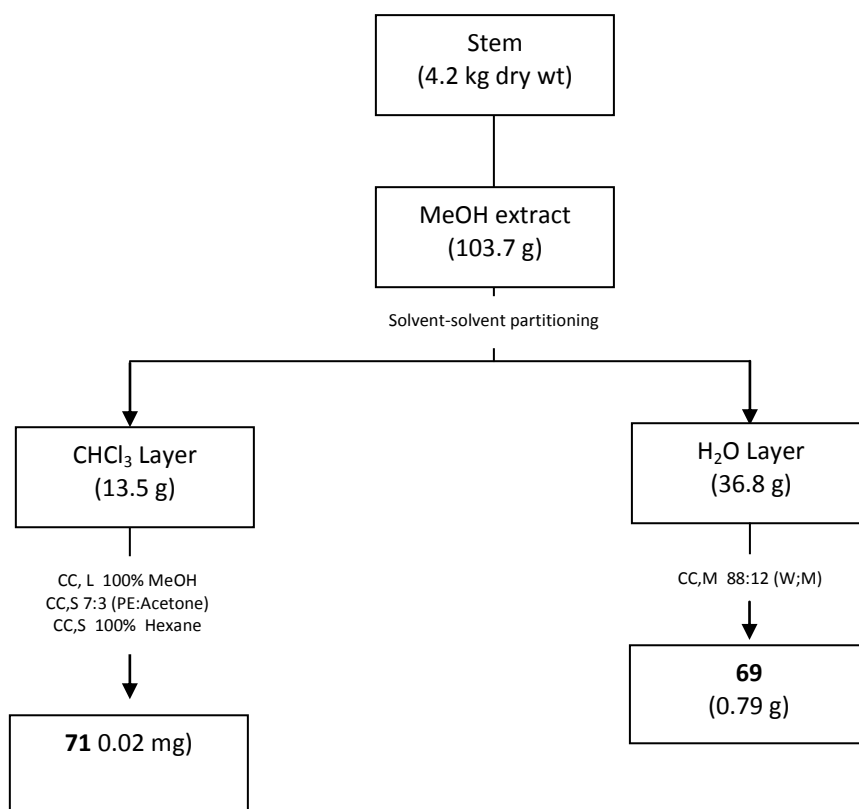 Stem
(4.2 kg dry wt)
MeOH extract
(103.7 g)
Solvent-solvent partitioning
CHCl₃ Layer
(13.5 g)
H₂O Layer
(36.8 g)
CC, L 100% MeOH
CC,S 7:3 (PE:Acetone)
CC,S 100% Hexane
CC,M 88:12 (W;M)
69
(0.79 g)
71 0.02 mg)